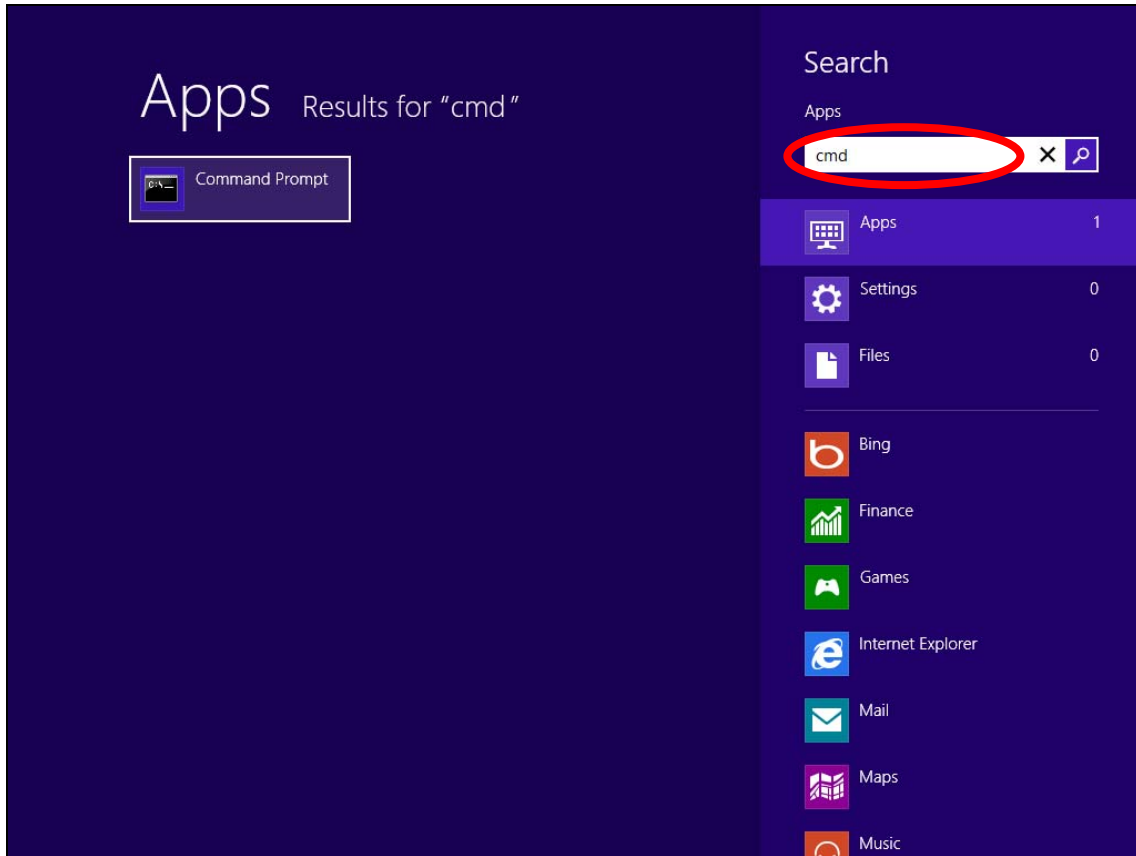 Apps Results for "cmd"
Command Prompt
Search
Apps
cmd
Apps 1
Settings 0
Files 0
Bing
Finance
Games
Internet Explorer
Mail
Maps
Music